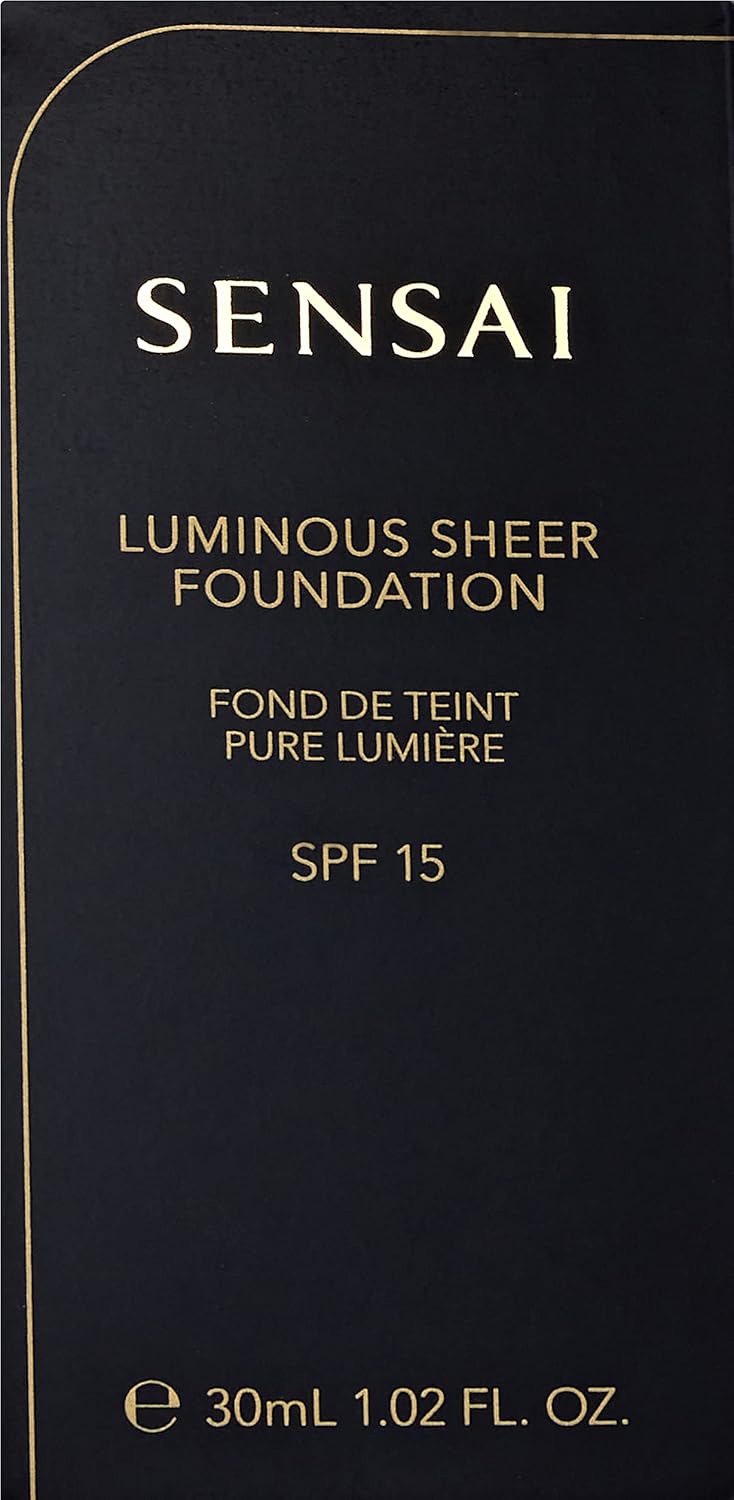 SENSAI
LUMINOUS SHEER
FOUNDATION
FOND DE TEINT
PURE LUMIÈRE
SPF 15
℮ 30mL 1.02 FL. OZ.